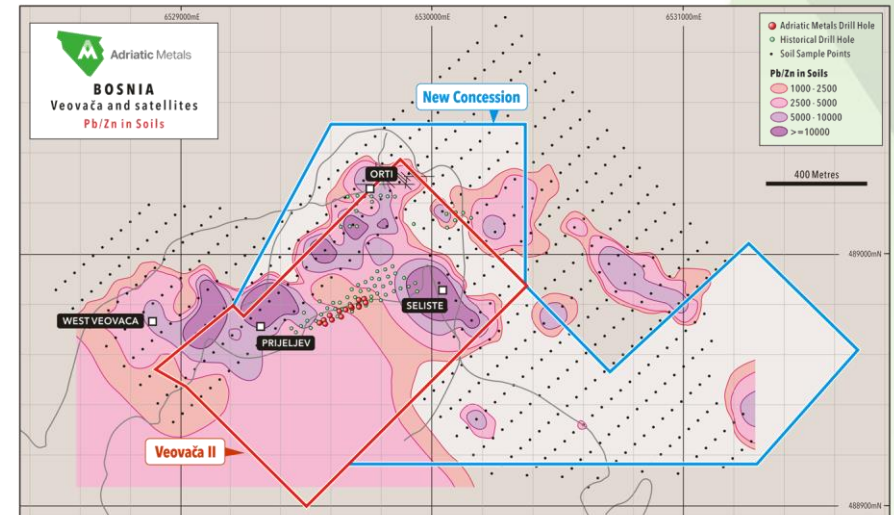 6529000mE
6530000mE
6531000mE
Adriatic Metals
BOSNIA
Veovača and satellites
Pb/Zn in Soils
Adriatic Metals Drill Hole
Historical Drill Hole
Soil Sample Points
Pb/Zn in Soils
1000 - 2500
2500 - 5000
5000 - 10000
>=10000
New Concession
ORTI
400 Metres
489000mN
SELISTE
WEST VEOVACA
PRIJELJEV
Veovača II
488900mN